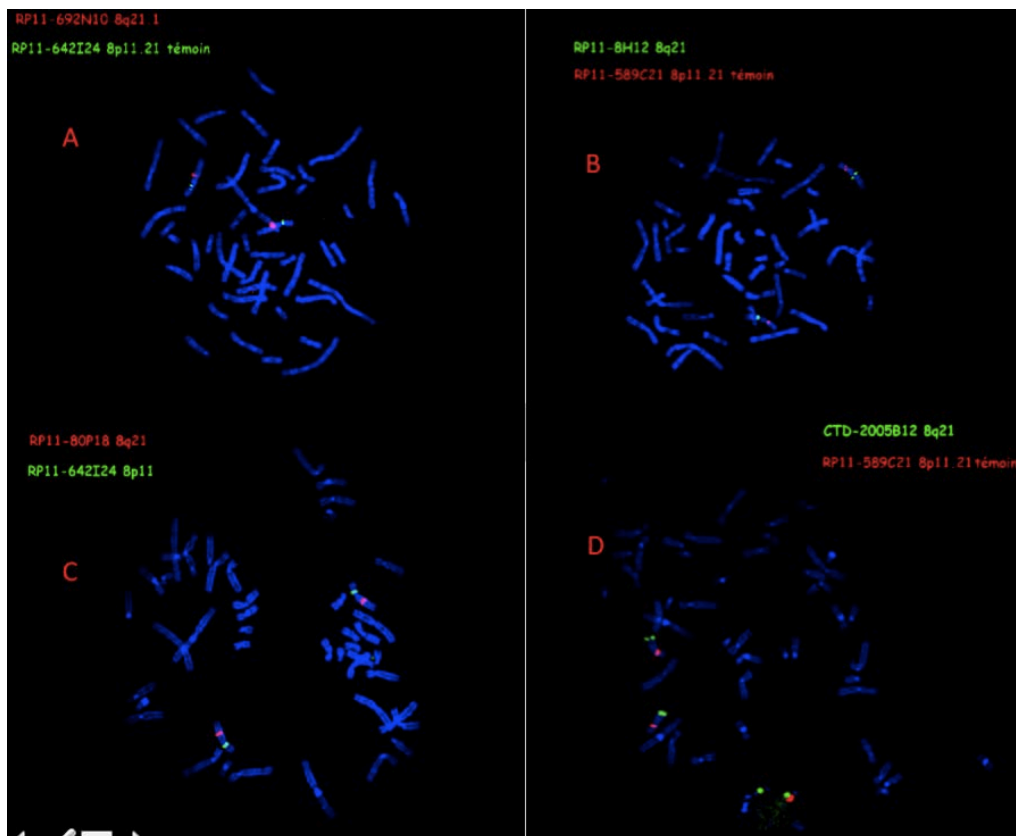 RP11-692N10 8q21.1
RP11-642I24 8p11.21 témoin
A
RP11-8H12 8q21
RP11-589C21 8p11.21 témoin
B
RP11-80P18 8q21
RP11-642I24 8p11
C
CTD-2005B12 8q21
RP11-589C21 8p11.21 témoin
D